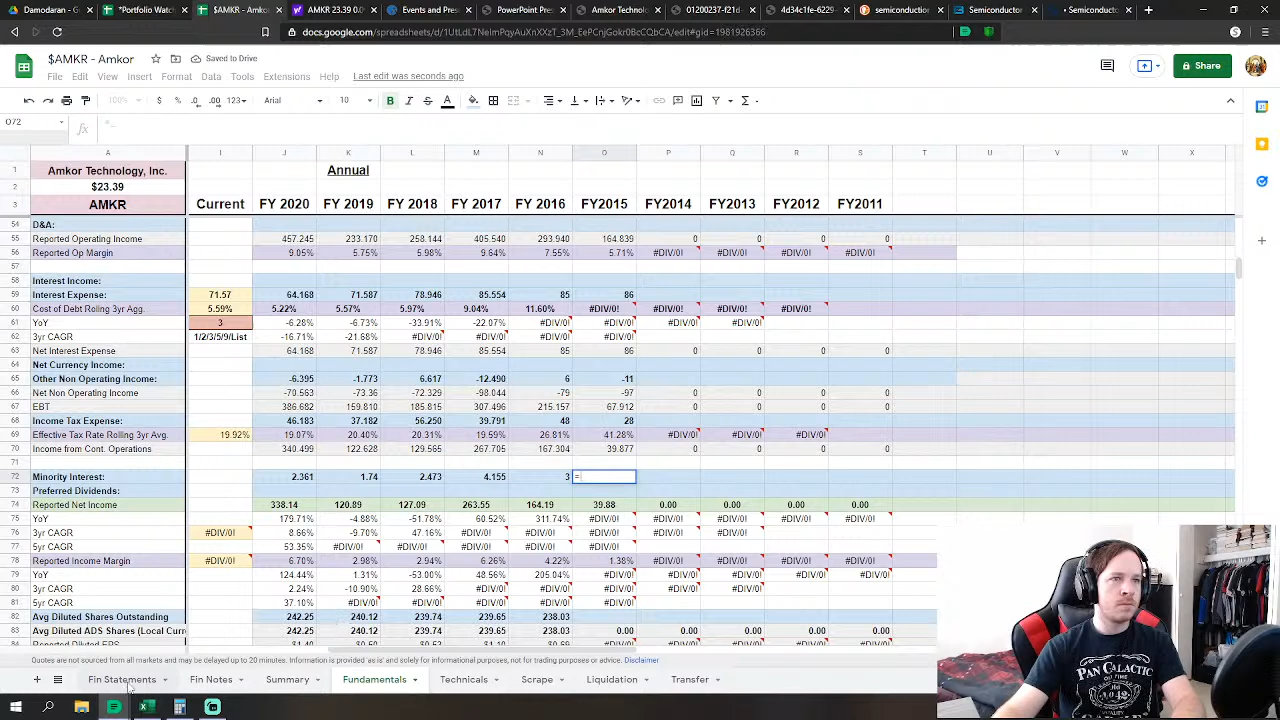 Damodaran - G
*Portfolio Watch
$AMKR - Amkor
AMKR 23.39 0.
Events and Pres
PowerPoint Pres
Amkor Technolo
01200237-f23
4d34c1e-6225
semiconduction
Semiconductor
Semiconductor
docs.google.com/spreadsheets/d/1UtLdL7NelmPqyAuXnXXzT_3M_EePCNjGokr0BcCQbCA/edit#gid=1981926366
$AMKR - Amkor
Saved to Drive
File Edit View Insert Format Data Tools Extensions Help Last edit was seconds ago
Share
100% $ % .0 .00 123 Arial 10 B I S A
O72
fx =
A I J K L M N O P Q R S T U V W X
1 Amkor Technology, Inc. Annual
2 $23.39
3 AMKR Current FY 2020 FY 2019 FY 2018 FY 2017 FY 2016 FY2015 FY2014 FY2013 FY2012 FY2011
54 D&A:
55 Reported Operating Income 457.245 233.170 258.144 405.540 293.940 164.839 0 0 0 0
56 Reported Op Margin 9.05% 5.75% 5.98% 9.64% 7.55% 5.71% #DIV/0! #DIV/0! #DIV/0! #DIV/0!
57
58 Interest Income:
59 Interest Expense: 71.57 64.168 71.587 78.946 85.554 85 86
60 Cost of Debt Rolling 3yr Agg. 5.59% 5.22% 5.57% 5.97% 9.04% 11.60% #DIV/0! #DIV/0! #DIV/0! #DIV/0!
61 YoY 3 -6.28% -6.73% -33.91% -22.07% #DIV/0! #DIV/0! #DIV/0! #DIV/0!
62 3yr CAGR 1/2/3/5/9/List -16.71% -21.68% #DIV/0! #DIV/0! #DIV/0! #DIV/0!
63 Net Interest Expense 64.168 71.587 78.946 85.554 85 86 0 0 0 0
64 Net Currency Income:
65 Other Non Operating Income: -6.395 -1.773 6.617 -12.490 6 -11
66 Net Non Operating Income -70.563 -73.36 -72.329 -98.044 -79 -97 0 0 0 0
67 EBT 386.682 159.810 185.815 307.496 215.157 67.912 0 0 0 0
68 Income Tax Expense: 46.183 37.182 56.250 39.791 48 28
69 Effective Tax Rate Rolling 3yr Avg. 19.92% 19.07% 20.40% 20.31% 19.59% 26.81% 41.28% #DIV/0! #DIV/0! #DIV/0!
70 Income from Cont. Operations 340.499 122.628 129.565 267.705 167.304 39.877 0 0 0 0
71
72 Minority Interest: 2.361 1.74 2.473 4.155 3 =
73 Preferred Dividends:
74 Reported Net Income 338.14 120.89 127.09 263.55 164.19 39.88 0.00 0.00 0.00 0.00
75 YoY 179.71% -4.88% -51.78% 60.52% 311.74% #DIV/0! #DIV/0! #DIV/0! #DIV/0!
76 3yr CAGR #DIV/0! 8.66% -9.70% 47.16% #DIV/0! #DIV/0! #DIV/0! #DIV/0!
77 5yr CAGR 53.35% #DIV/0! #DIV/0! #DIV/0! #DIV/0! #DIV/0!
78 Reported Income Margin #DIV/0! 6.70% 2.98% 2.94% 6.26% 4.22% 1.38% #DIV/0! #DIV/0! #DIV/0! #DIV/0!
79 YoY 124.44% 1.31% -53.00% 48.56% 205.04% #DIV/0! #DIV/0! #DIV/0! #DIV/0! #DIV/0!
80 3yr CAGR 2.24% -10.90% 28.66% #DIV/0! #DIV/0! #DIV/0! #DIV/0!
81 5yr CAGR 37.10% #DIV/0! #DIV/0! #DIV/0! #DIV/0! #DIV/0!
82 Avg Diluted Shares Outstanding 242.25 240.12 239.74 239.65 238.03
83 Avg Diluted ADS Shares (Local Curr 242.25 240.12 239.74 239.65 238.03 0.00 0.00 0.00 0.00 0.00
Quotes are not sourced from all markets and may be delayed up to 20 minutes. Information is provided 'as is' and solely for informational purposes, not for trading purposes or advice. Disclaimer
Fin Statements Fin Notes Summary Fundamentals Technicals Scrape Liquidation Transfer
PAN GALACTIC